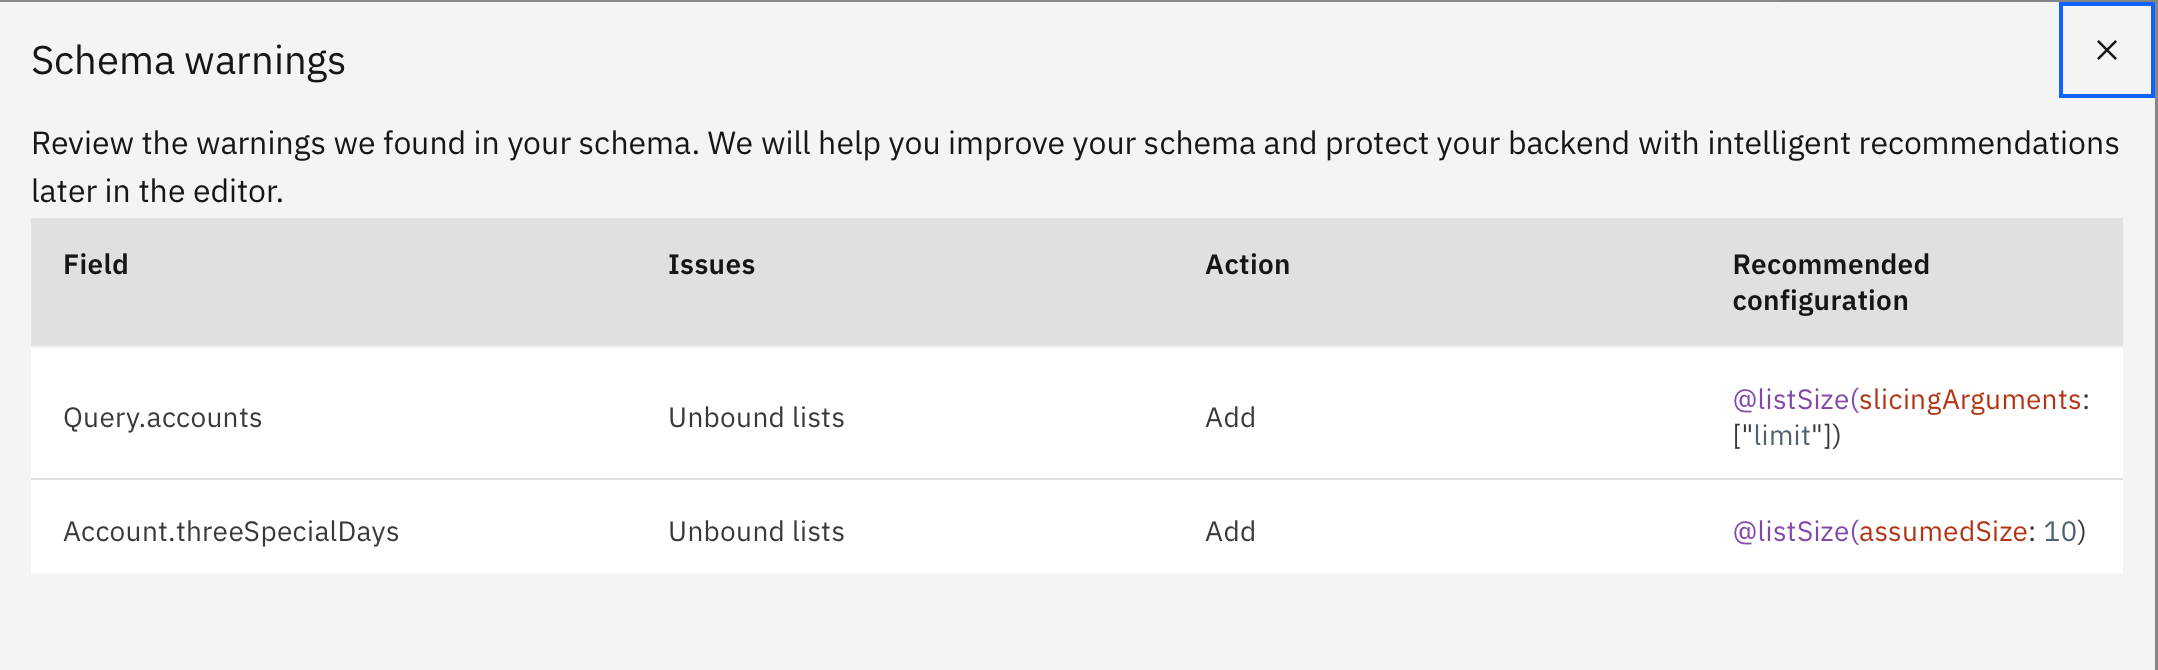 Schema warnings
Review the warnings we found in your schema. We will help you improve your schema and protect your backend with intelligent recommendations
later in the editor.
Field Issues Action Recommended
configuration
Query.accounts Unbound lists Add @listSize(slicingArguments:
["limit"])
Account.threeSpecialDays Unbound lists Add @listSize(assumedSize: 10)